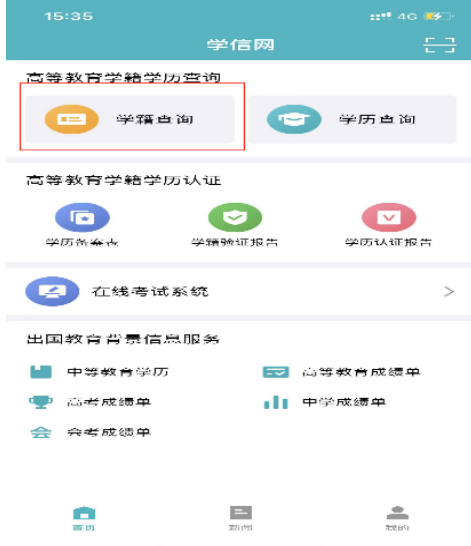 15:35 4G
学信网
高等教育学籍学历查询
学籍查询 学历查询
高等教育学籍学历认证
学历备案表 学籍验证报告 学历认证报告
在线考试系统 >
出国教育背景信息服务
中等教育学历 高等教育成绩单
高考成绩单 中学成绩单
会 会考成绩单
首页 新闻 我的